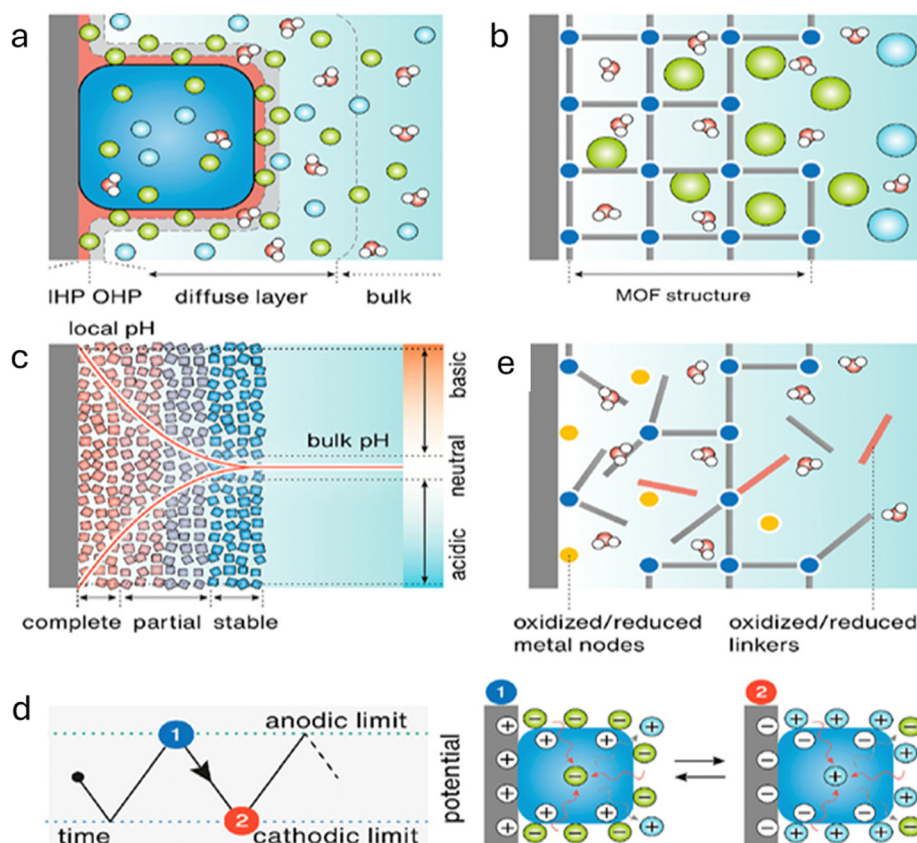 a
b
IHP OHP
diffuse layer
bulk
MOF structure
c
local pH
bulk pH
basic
neutral
acidic
complete
partial
stable
e
oxidized/reduced
metal nodes
oxidized/reduced
linkers
d
1
anodic limit
2
time
cathodic limit
potential
1
+
+
+
+
−
−
−
+
+
+
−
−
+
−
+
+
−
−
−
+
2
−
−
−
−
+
+
+
−
−
−
+
+
−
+
−
−
+
+
+
−